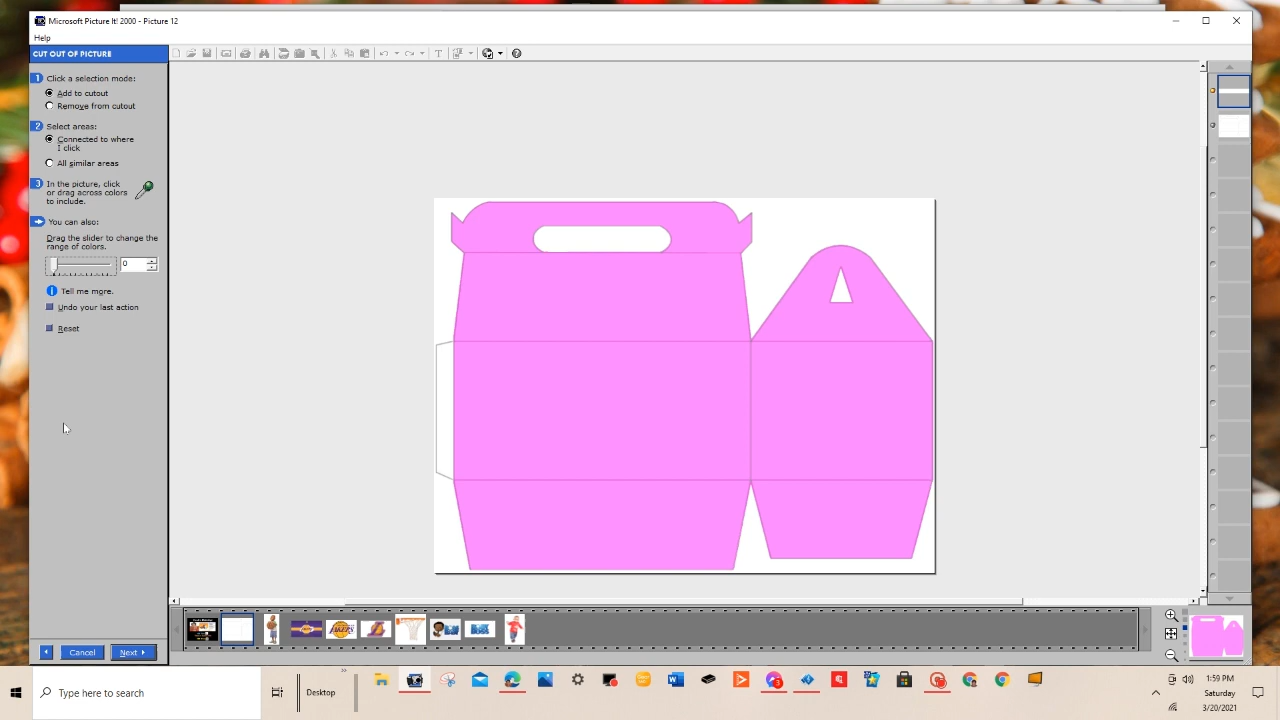 Microsoft Picture It! 2000 - Picture 12
Help
CUT OUT OF PICTURE
1 Click a selection mode:
Add to cutout
Remove from cutout
2 Select areas:
Connected to where
I click
All similar areas
3 In the picture, click
or drag across colors
to include.
You can also:
Drag the slider to change the
range of colors.
0
Tell me more.
Undo your last action
Reset
Cancel
Next
Type here to search
Desktop
3
1:59 PM
Saturday
3/20/2021